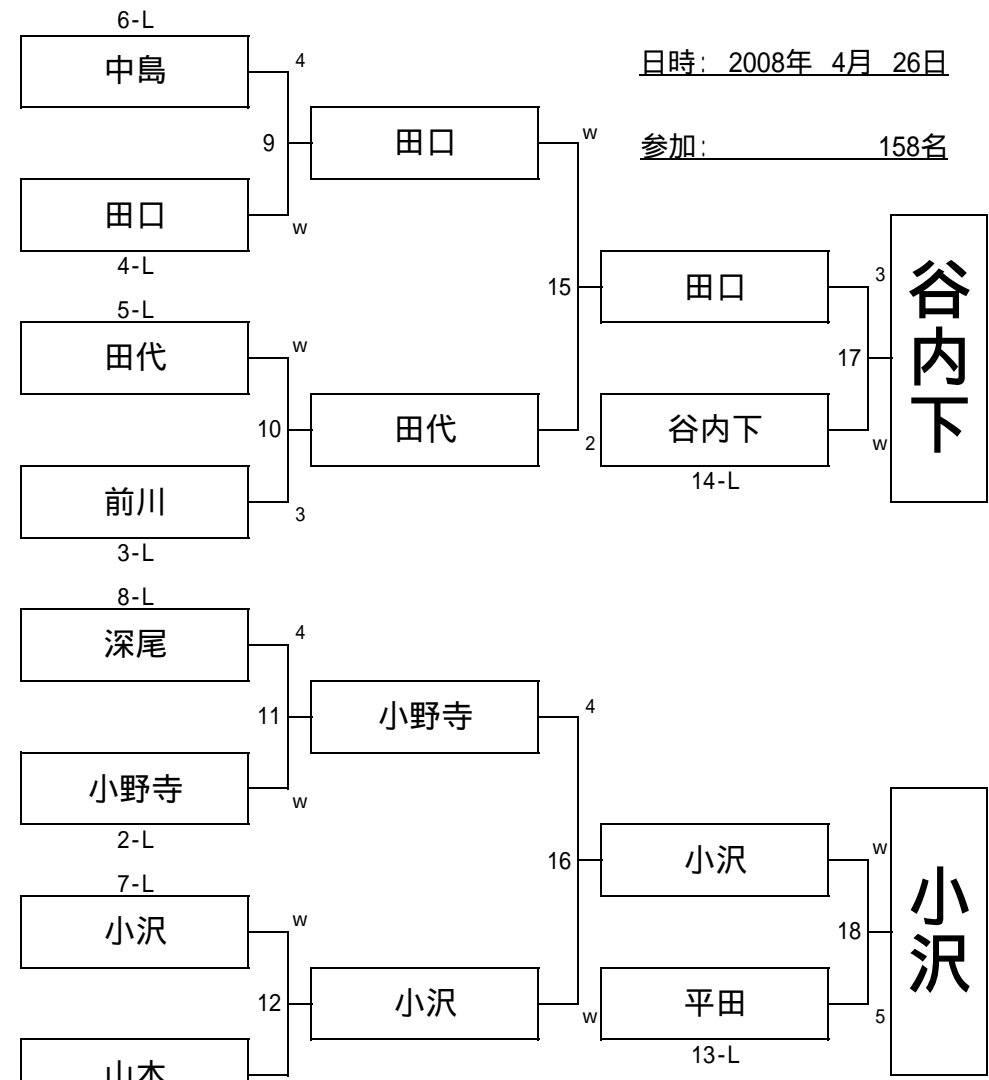 6-L
中島
4
日時: 2008年 4月 26日
9
田口
w
参加: 158名
田口
w
4-L
5-L
田代
w
15
田口
3
谷内下
17
10
田代
2
谷内下
w
14-L
前川
3
3-L
8-L
深尾
4
11
小野寺
4
小野寺
w
2-L
16
小沢
w
小沢
7-L
小沢
w
18
12
小沢
w
平田
5
13-L
山本